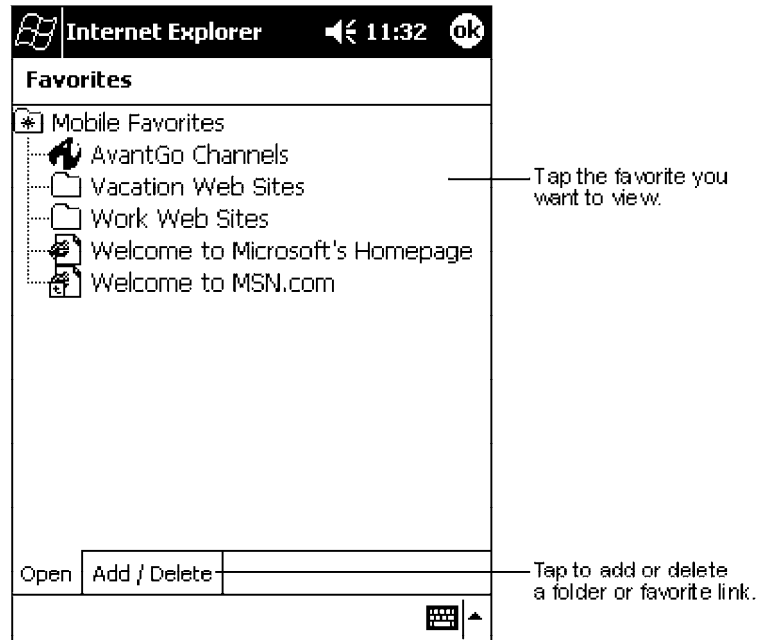 Internet Explorer 11:32 ok
Favorites
Mobile Favorites
AvantGo Channels
Vacation Web Sites
Work Web Sites
Welcome to Microsoft's Homepage
Welcome to MSN.com
Tap the favorite you
want to view.
Open Add / Delete
Tap to add or delete
a folder or favorite link.